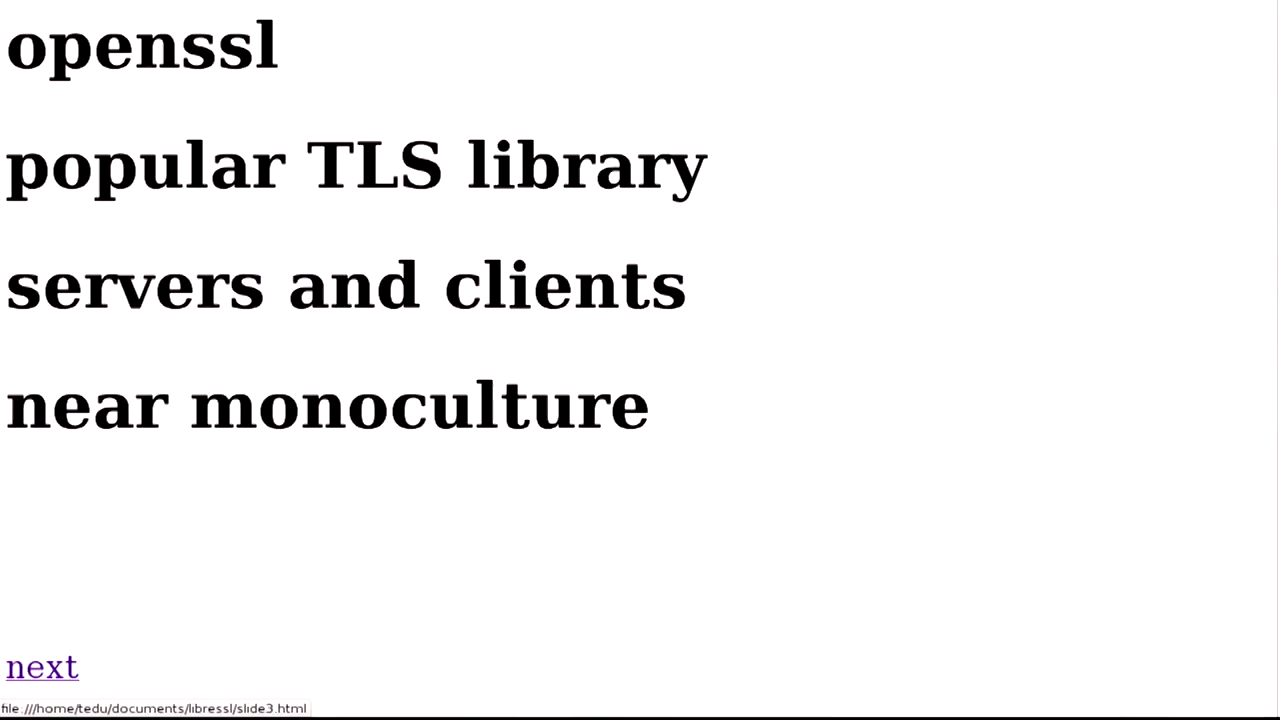 openssl
popular TLS library
servers and clients
near monoculture
next
file:///home/tedu/documents/libressl/slide3.html